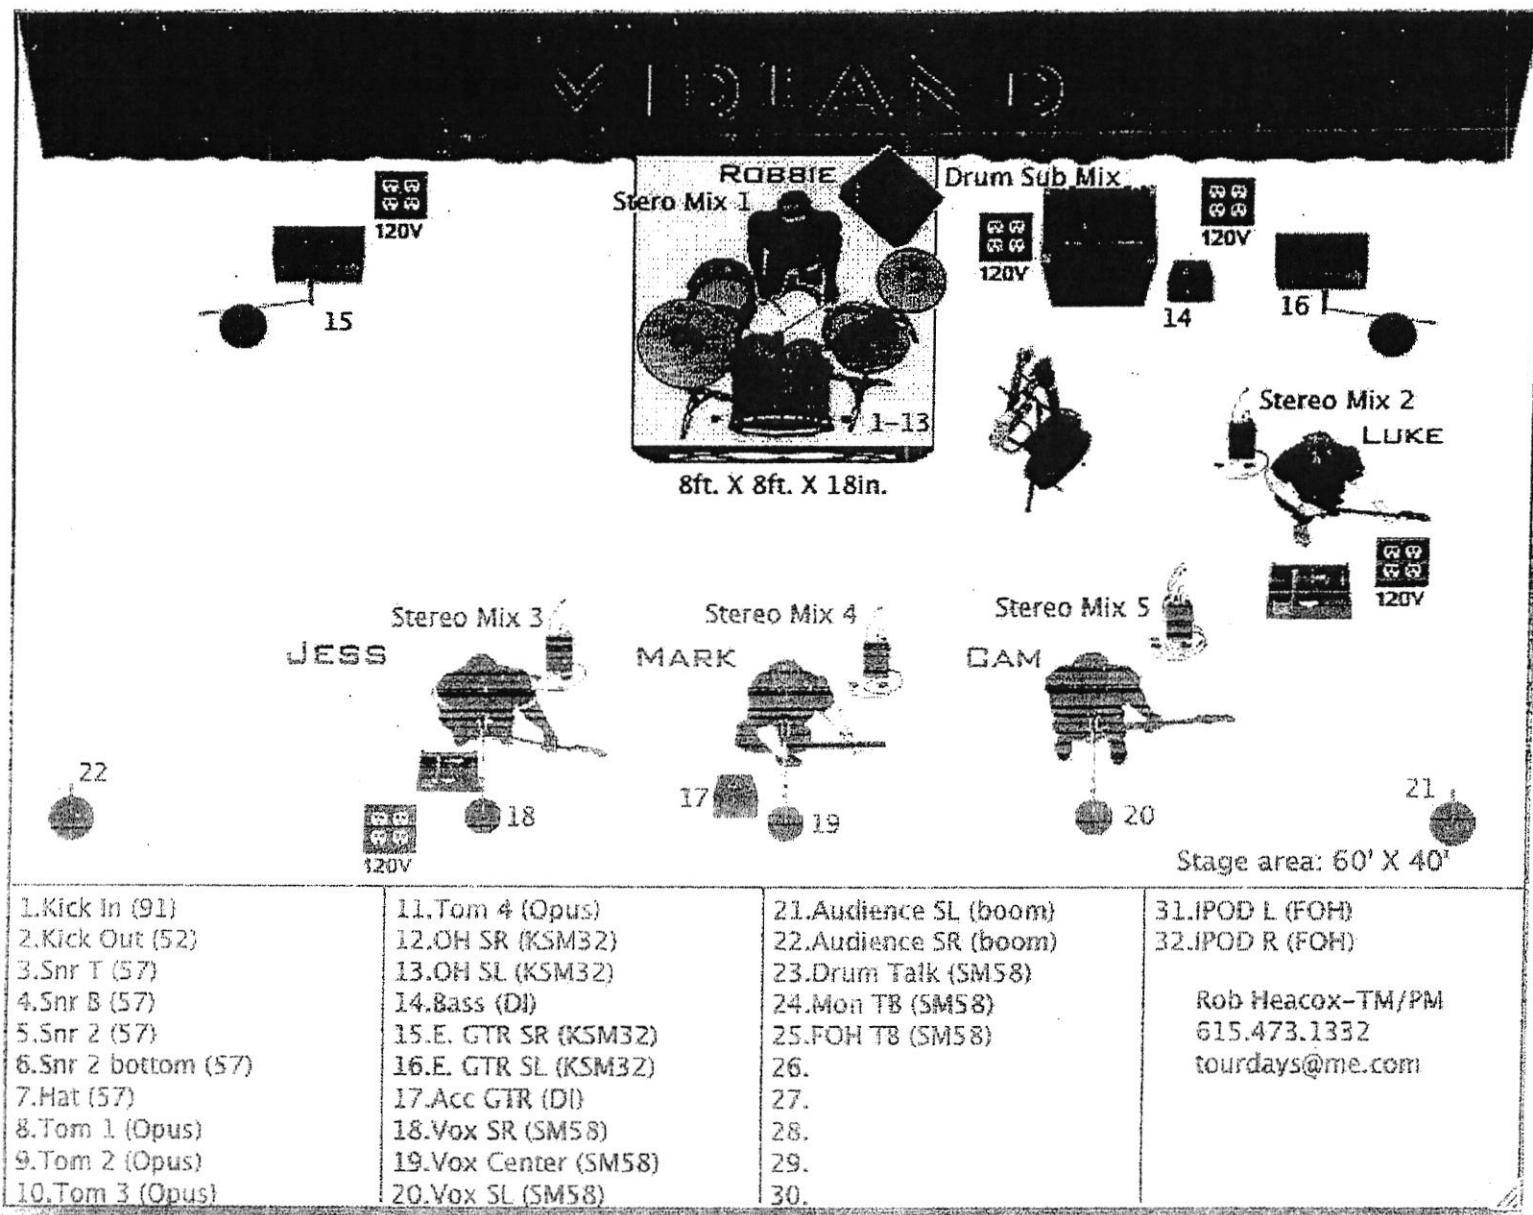 MIDLAND
ROBBIE
Drum Sub Mix
Stero Mix 1
120V
120V
120V
15
14
16
1-13
Stereo Mix 2
LUKE
8ft. X 8ft. X 18in.
120V
Stereo Mix 3
Stereo Mix 4
Stereo Mix 5
JESS
MARK
CAM
22
17
18
19
20
21
120V
Stage area: 60' X 40'
1.Kick In (91)
2.Kick Out (52)
3.Snr T (57)
4.Snr B (57)
5.Snr 2 (57)
6.Snr 2 bottom (57)
7.Hat (57)
8.Tom 1 (Opus)
9.Tom 2 (Opus)
10.Tom 3 (Opus)
11.Tom 4 (Opus)
12.OH SR (KSM32)
13.OH SL (KSM32)
14.Bass (DI)
15.E. GTR SR (KSM32)
16.E. GTR SL (KSM32)
17.Acc GTR (DI)
18.Vox SR (SM58)
19.Vox Center (SM58)
20.Vox SL (SM58)
21.Audience SL (boom)
22.Audience SR (boom)
23.Drum Talk (SM58)
24.Mon TB (SM58)
25.FOH TB (SM58)
26.
27.
28.
29.
30.
31.IPOD L (FOH)
32.IPOD R (FOH)
Rob Heacox-TM/PM
615.473.1332
tourdays@me.com